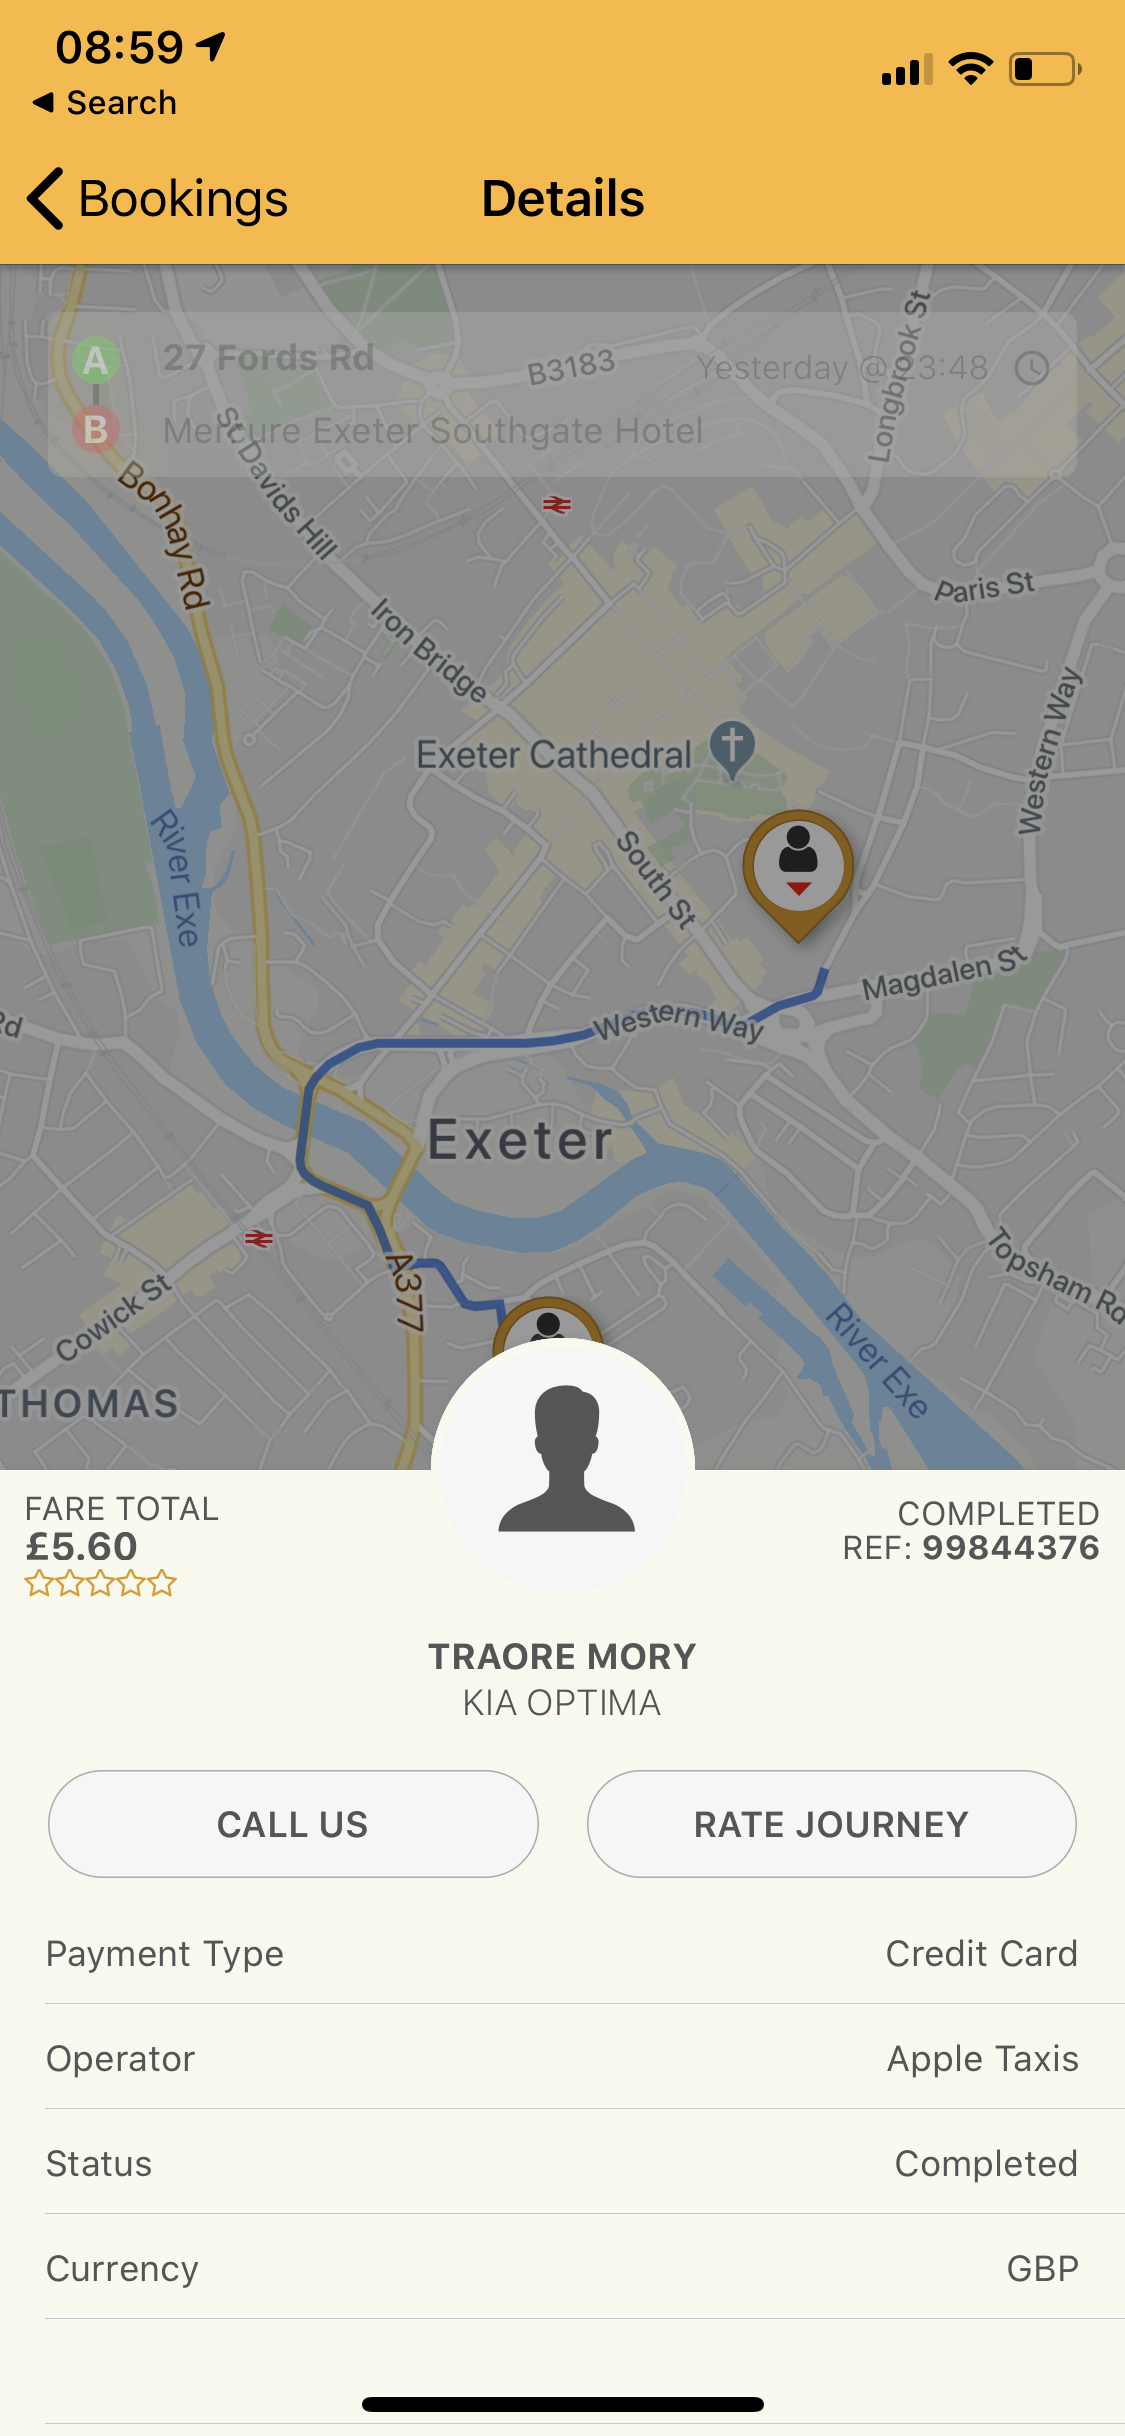 08:59
Search
Bookings
Details
A
27 Fords Rd
Yesterday @ 23:48
B
Mercure Exeter Southgate Hotel
B3183
Longbrook St
St. Davids Hill
Bonhay Rd
Paris St
Iron Bridge
Western Way
Exeter Cathedral
River Exe
South St
Magdalen St
Rd
Western Way
Exeter
Topsham Rd
A377
Cowick St
River Exe
THOMAS
FARE TOTAL
£5.60
COMPLETED
REF: 99844376
TRAORE MORY
KIA OPTIMA
CALL US
RATE JOURNEY
Payment Type
Credit Card
Operator
Apple Taxis
Status
Completed
Currency
GBP